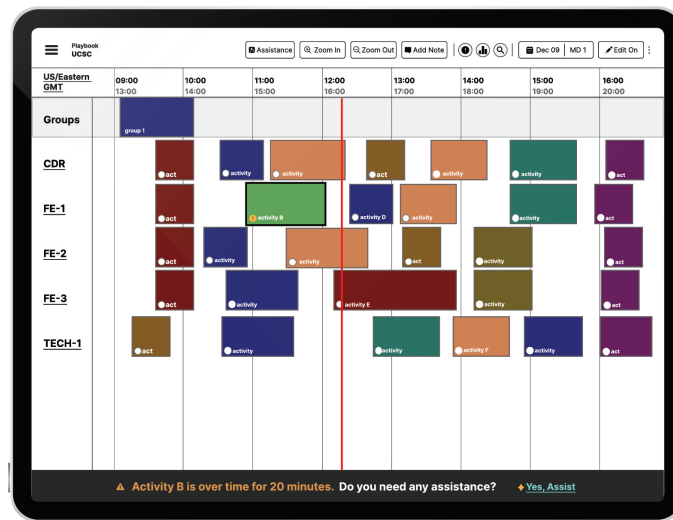 Playbook
UCSC
Assistance
Zoom In
Zoom Out
Add Note
Dec 09
MD 1
Edit On
US/Eastern 09:00 10:00 11:00 12:00 13:00 14:00 15:00 16:00
GMT 13:00 14:00 15:00 16:00 17:00 18:00 19:00 20:00
Groups
group 1
CDR
act activity activity act activity activity act
FE-1
act activity B activity D activity activity act
FE-2
act activity activity act activity act
FE-3
act activity activity E activity act
TECH-1
act activity activity activity F activity act
Activity B is over time for 20 minutes. Do you need any assistance? Yes, Assist